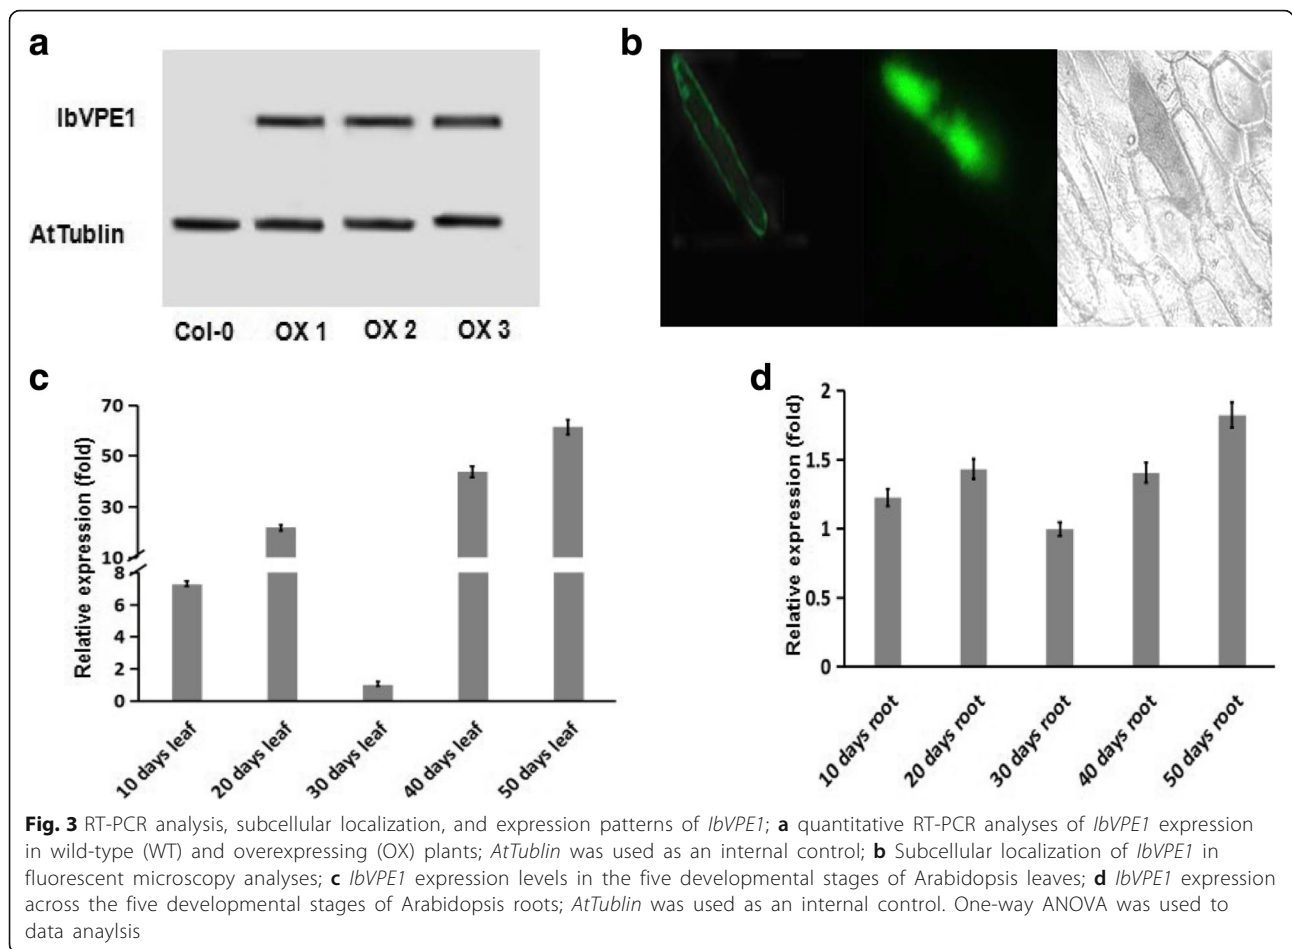 a
IbVPE1
AtTublin
Col-0 OX 1 OX 2 OX 3
b
c
Relative expression (fold)
70
50
30
10
8
6
4
2
0
10 days leaf
20 days leaf
30 days leaf
40 days leaf
50 days leaf
d
Relative expression (fold)
2
1.5
1
0.5
0
10 days root
20 days root
30 days root
40 days root
50 days root
Fig. 3 RT-PCR analysis, subcellular localization, and expression patterns of IbVPE1; a quantitative RT-PCR analyses of IbVPE1 expression
in wild-type (WT) and overexpressing (OX) plants; AtTublin was used as an internal control; b Subcellular localization of IbVPE1 in
fluorescent microscopy analyses; c IbVPE1 expression levels in the five developmental stages of Arabidopsis leaves; d IbVPE1 expression
across the five developmental stages of Arabidopsis roots; AtTublin was used as an internal control. One-way ANOVA was used to
data anaylsis